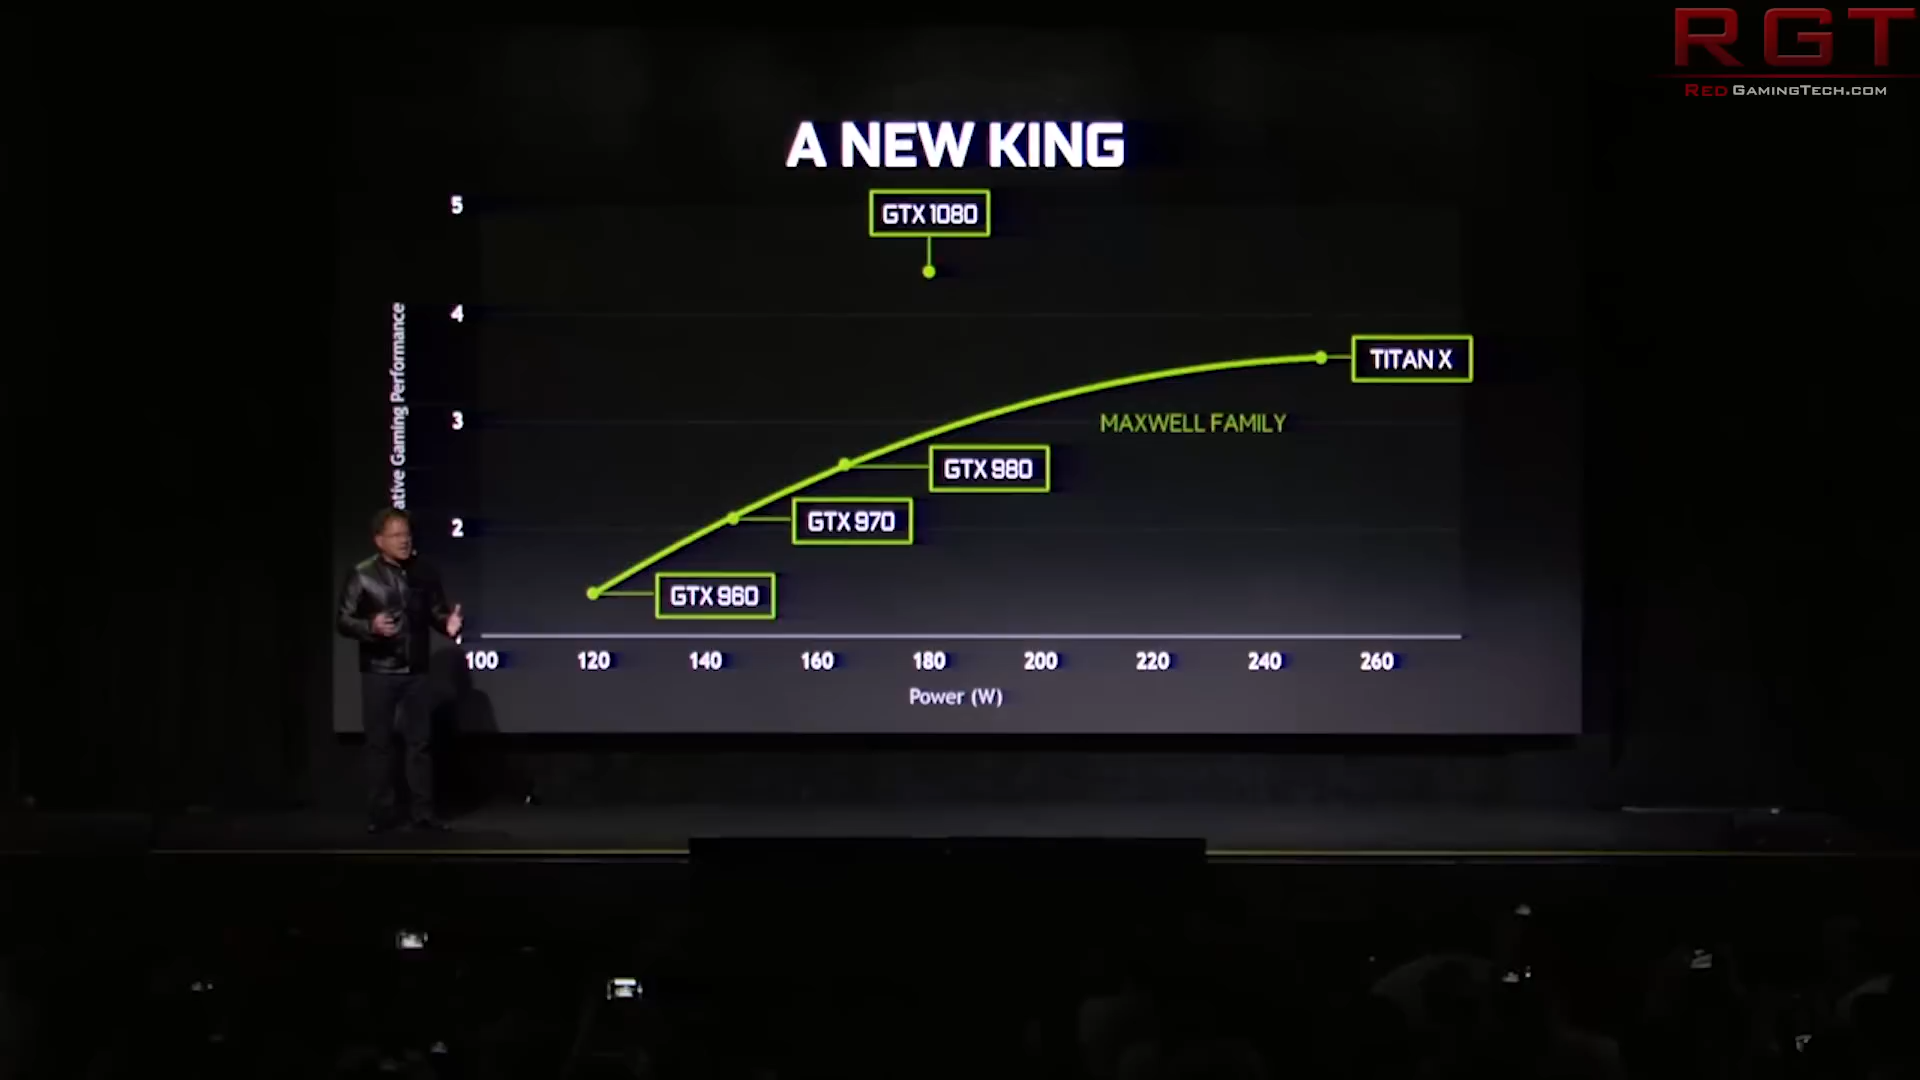 RGT
RED GAMINGTECH.COM
A NEW KING
5
GTX 1080
4
TITAN X
3
MAXWELL FAMILY
GTX 980
GTX 970
2
GTX 960
Gaming Performance
100 120 140 160 180 200 220 240 260
Power (W)